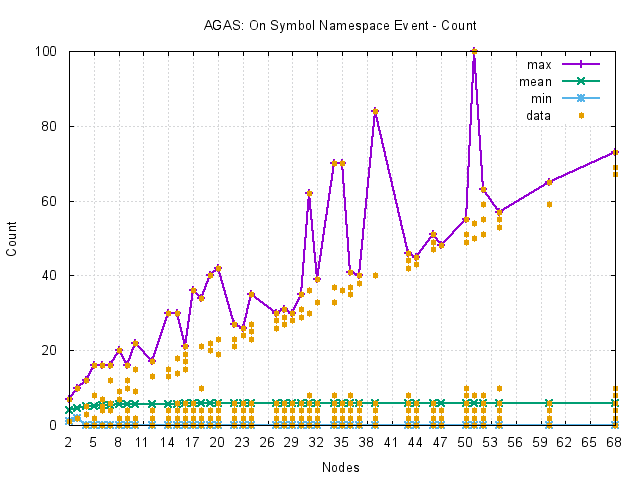 AGAS: On Symbol Namespace Event - Count
100
80
60
40
20
0
Count
max
mean
min
data
2 5 8 11 14 17 20 23 26 29 32 35 38 41 44 47 50 53 56 59 62 65 68
Nodes